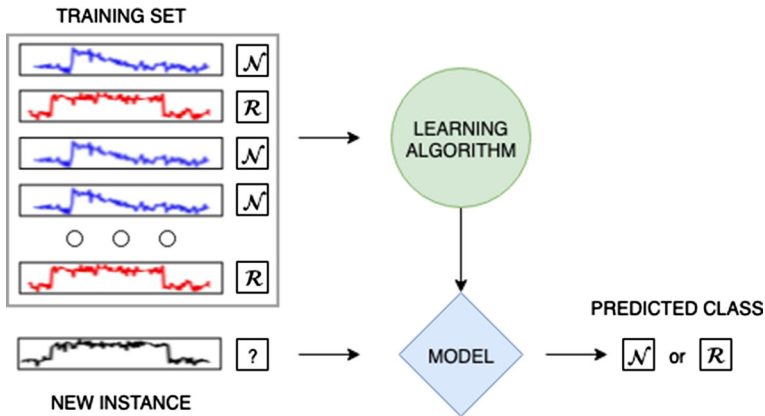 TRAINING SET
𝒩
ℛ
𝒩
𝒩
ℛ
LEARNING
ALGORITHM
MODEL
PREDICTED CLASS
𝒩 or ℛ
?
NEW INSTANCE